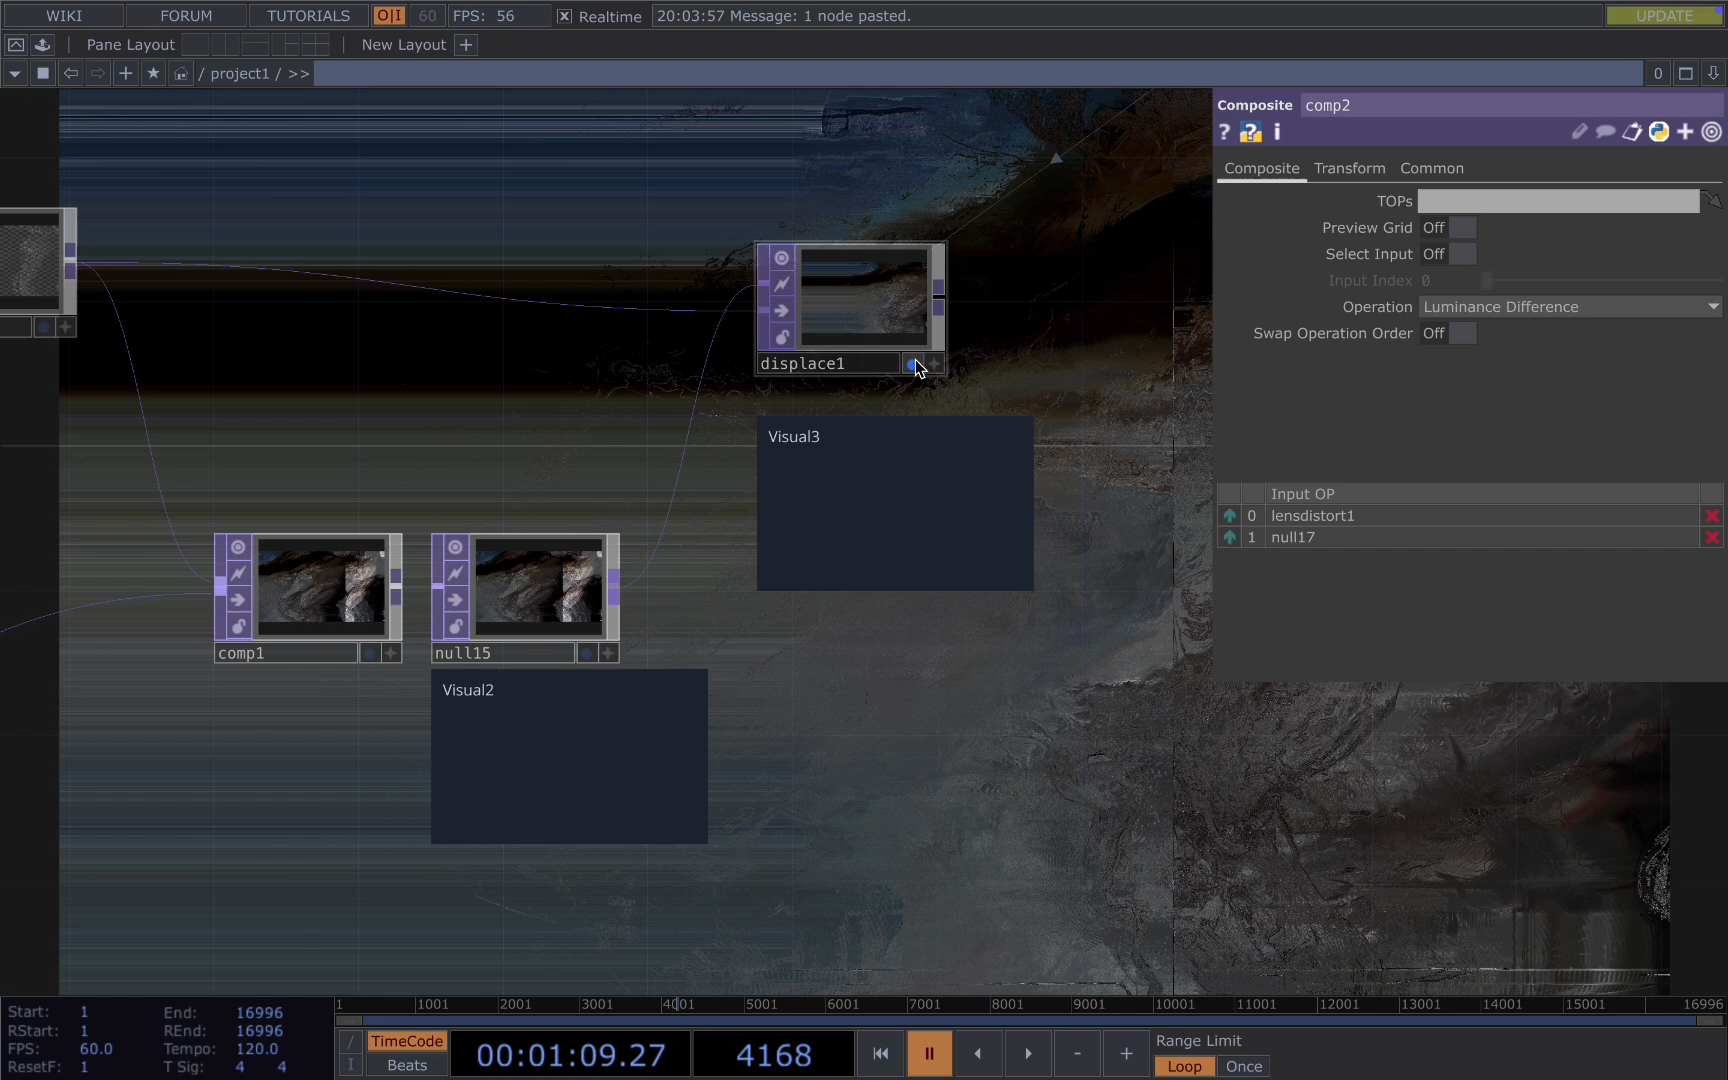 WIKI FORUM TUTORIALS O|I 60 FPS: 56 Realtime 20:03:57 Message: 1 node pasted. UPDATE
Pane Layout New Layout +
/ project1 / >> 0
Composite comp2
Composite Transform Common
TOPs
Preview Grid Off
Select Input Off
Input Index 0
Operation Luminance Difference
Swap Operation Order Off
displace1
Visual3
Input OP
0 lensdistort1
1 null17
comp1
null15
Visual2
Start: 1 End: 16996
RStart: 1 REnd: 16996
FPS: 60.0 Tempo: 120.0
ResetF: 1 T Sig: 4 4
1 1001 2001 3001 4001 5001 6001 7001 8001 9001 10001 11001 12001 13001 14001 15001 16996
TimeCode
Beats
00:01:09.27
4168
- +
Range Limit
Loop Once